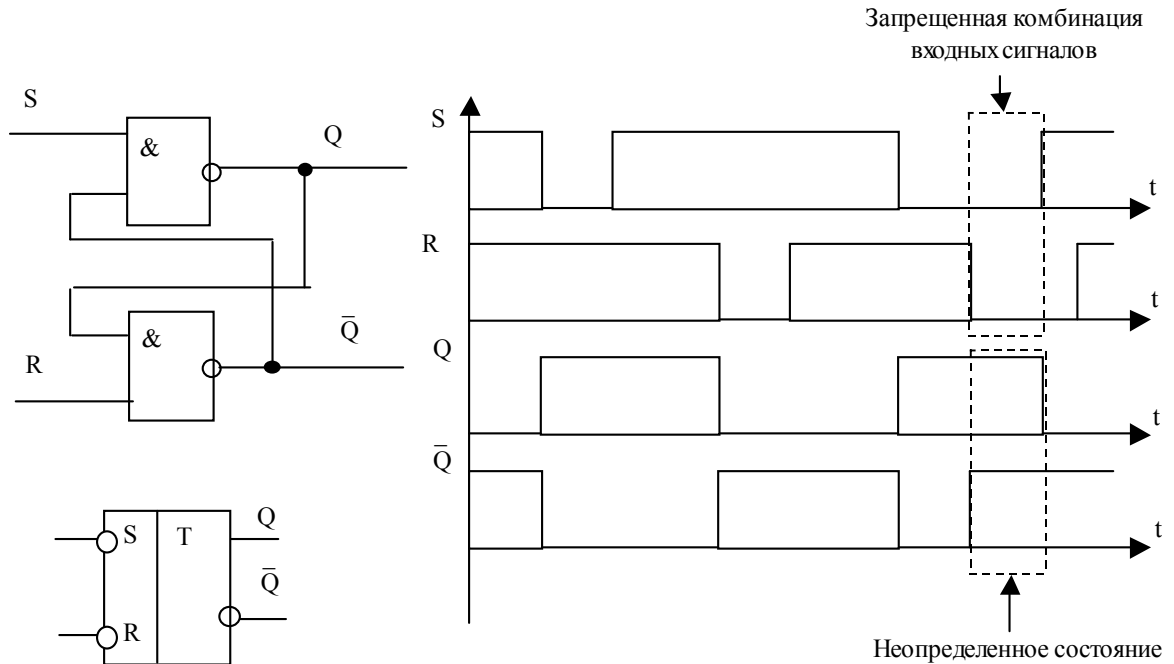 Запрещенная комбинация
входных сигналов
S
&
Q
&
Q̅
R
S
t
R
t
Q
t
Q̅
t
S T Q
Q̅
R
Неопределенное состояние